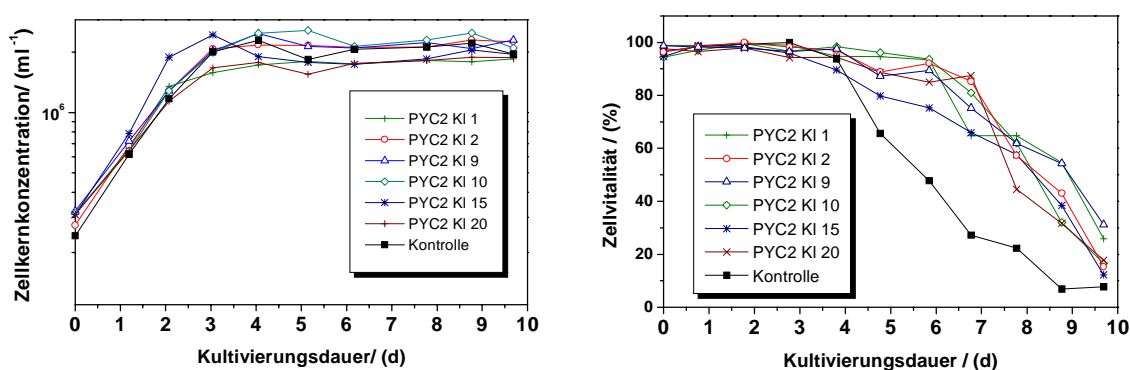 Zellkernkonzentration/ (ml⁻¹)
10⁶
PYC2 Kl 1
PYC2 Kl 2
PYC2 Kl 9
PYC2 Kl 10
PYC2 Kl 15
PYC2 Kl 20
Kontrolle
0 1 2 3 4 5 6 7 8 9 10
Kultivierungsdauer/ (d)
Zellvitalität / (%)
100
80
60
40
20
0
PYC2 Kl 1
PYC2 Kl 2
PYC2 Kl 9
PYC2 Kl 10
PYC2 Kl 15
PYC2 Kl 20
Kontrolle
0 1 2 3 4 5 6 7 8 9 10
Kultivierungsdauer / (d)